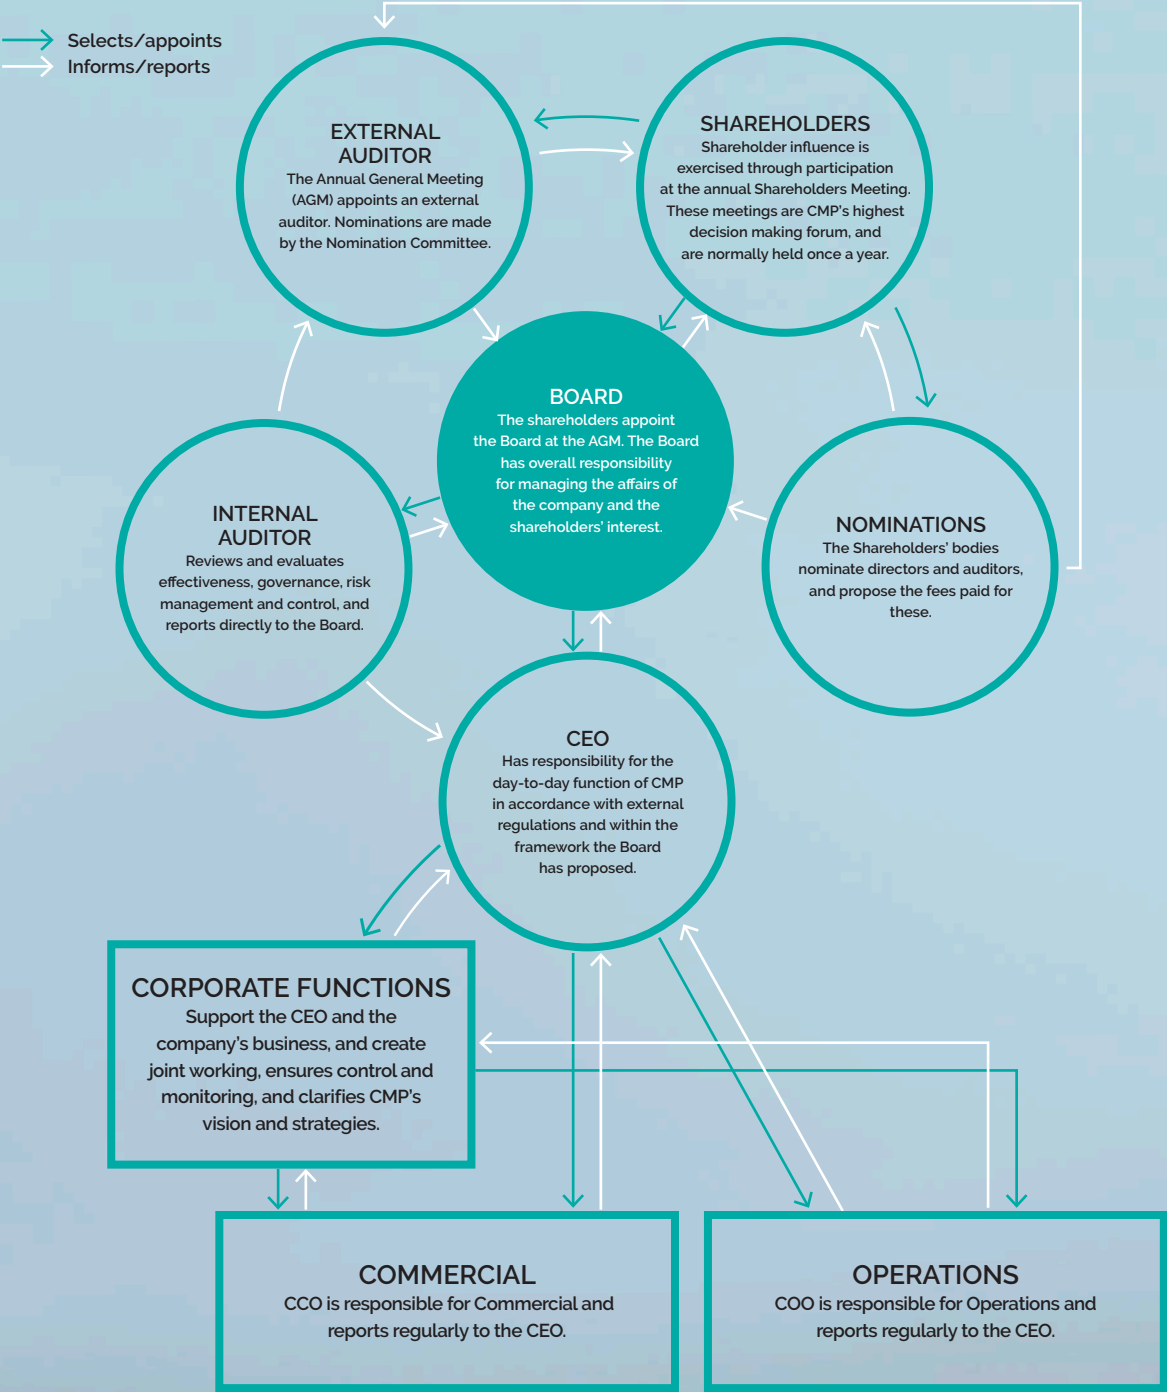 Selects/appoints
Informs/reports
EXTERNAL
AUDITOR
The Annual General Meeting
(AGM) appoints an external
auditor. Nominations are made
by the Nomination Committee.
SHAREHOLDERS
Shareholder influence is
exercised through participation
at the annual Shareholders Meeting.
These meetings are CMP's highest
decision making forum, and
are normally held once a year.
BOARD
The shareholders appoint
the Board at the AGM. The Board
has overall responsibility
for managing the affairs of
the company and the
shareholders' interest.
INTERNAL
AUDITOR
Reviews and evaluates
effectiveness, governance, risk
management and control, and
reports directly to the Board.
NOMINATIONS
The Shareholders' bodies
nominate directors and auditors,
and propose the fees paid for
these.
CEO
Has responsibility for the
day-to-day function of CMP
in accordance with external
regulations and within the
framework the Board
has proposed.
CORPORATE FUNCTIONS
Support the CEO and the
company's business, and create
joint working, ensures control and
monitoring, and clarifies CMP's
vision and strategies.
COMMERCIAL
CCO is responsible for Commercial and
reports regularly to the CEO.
OPERATIONS
COO is responsible for Operations and
reports regularly to the CEO.